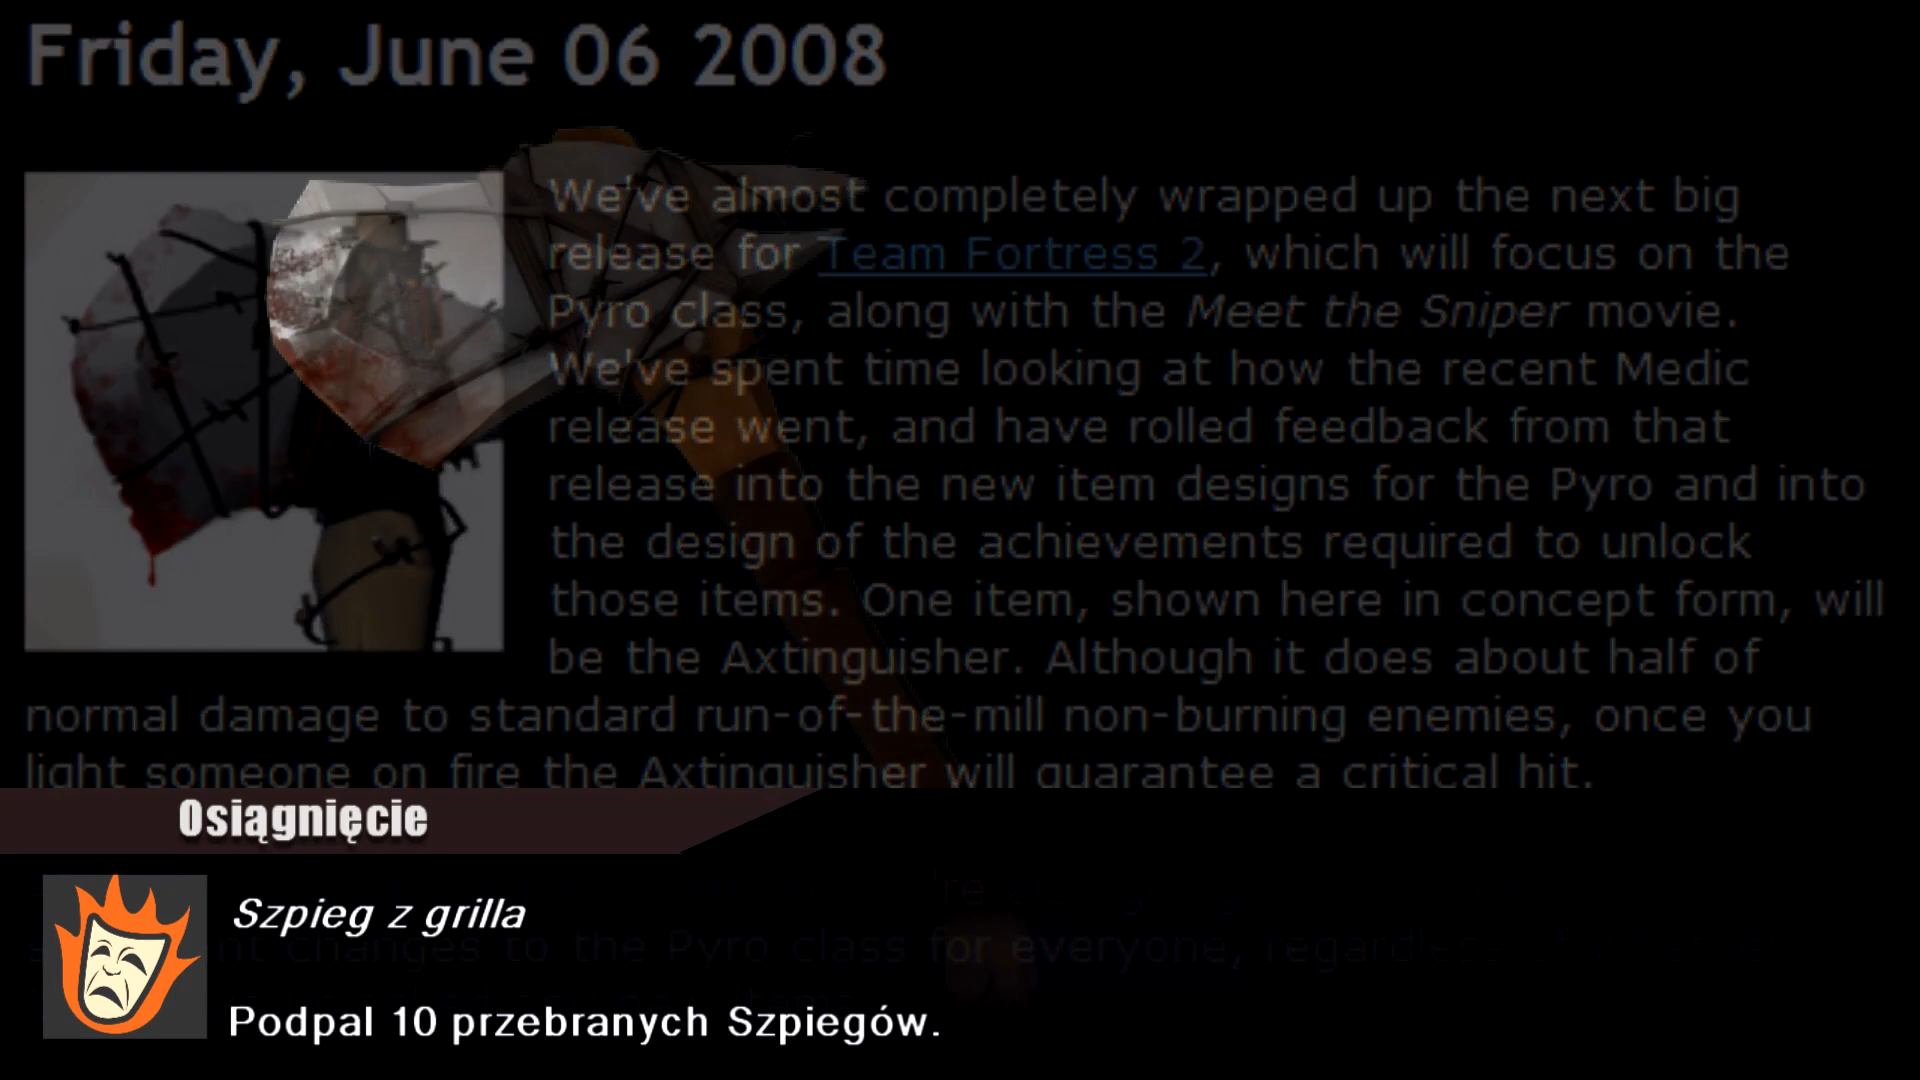 Friday, June 06 2008
We've almost completely wrapped up the next big
release for Team Fortress 2, which will focus on the
Pyro class, along with the Meet the Sniper movie.
We've spent time looking at how the recent Medic
release went, and have rolled feedback from that
release into the new item designs for the Pyro and into
the design of the achievements required to unlock
those items. One item, shown here in concept form, will
be the Axtinguisher. Although it does about half of
normal damage to standard run-of-the-mill non-burning enemies, once you
light someone on fire the Axtinguisher will guarantee a critical hit.
Osiągnięcie
Szpieg z grilla
changes to the Pyro class for everyone, regardless
Podpal 10 przebranych Szpiegów.